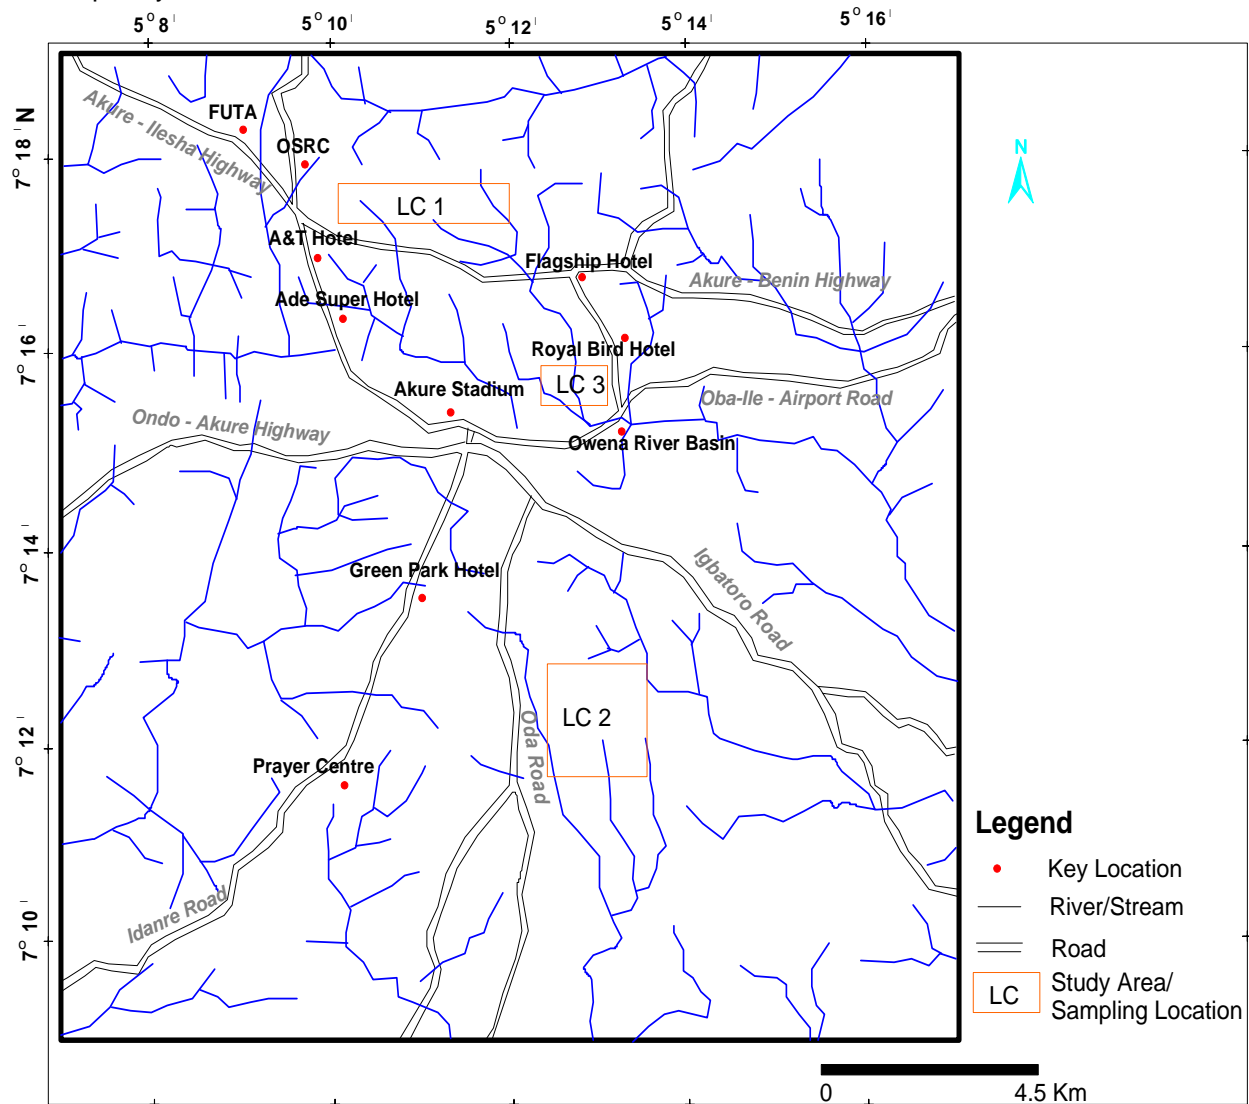 5° 8'
5° 10'
5° 12'
5° 14'
5° 16'
7° 18' N
7° 16'
7° 14'
7° 12'
7° 10'
Akure - Ilesha Highway
FUTA
OSRC
LC 1
N
A&T Hotel
Flagship Hotel
Akure - Benin Highway
Ade Super Hotel
Royal Bird Hotel
LC 3
Akure Stadium
Oba-Ile - Airport Road
Ondo - Akure Highway
Owena River Basin
Green Park Hotel
Igbatoro Road
LC 2
Oda Road
Prayer Centre
Idanre Road
Legend
Key Location
River/Stream
Road
LC
Study Area/
Sampling Location
0
4.5 Km